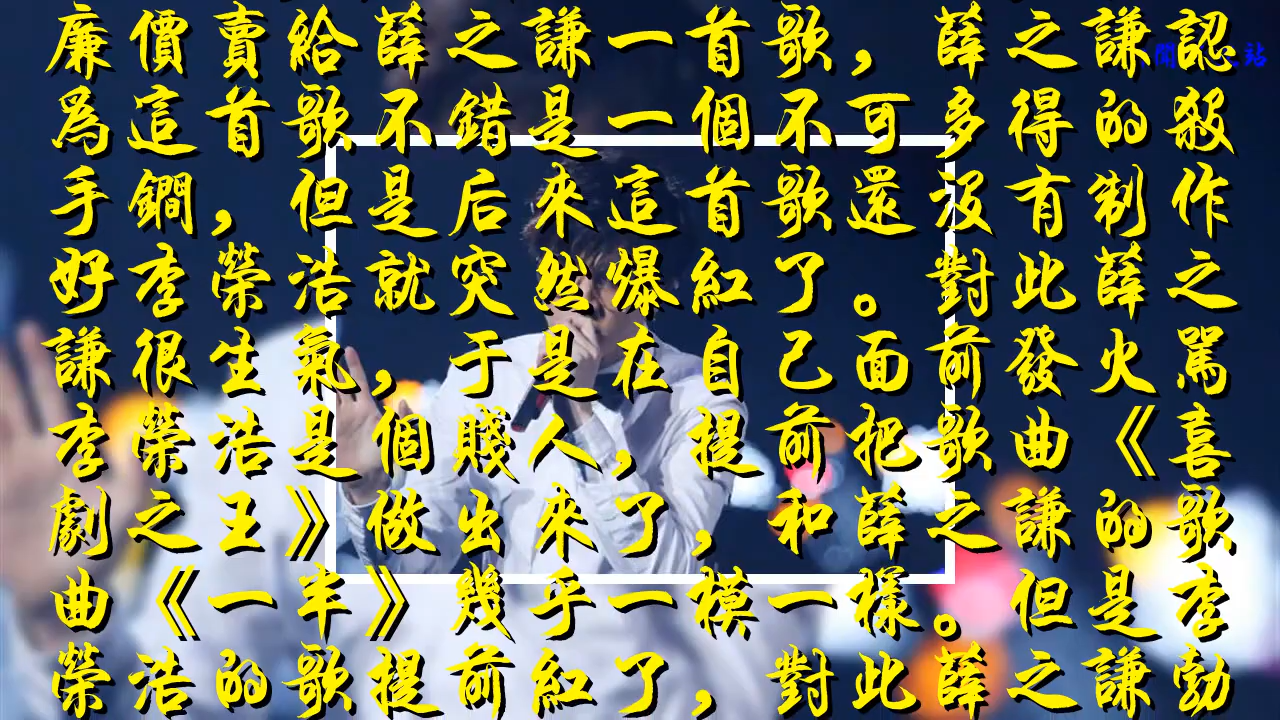 廉價賣給薛之謙一首歌，薛之謙認
爲這首歌不錯是一個不可多得的殺
手鐧，但是后來這首歌還没有制作
好李榮浩就突然爆紅了。對此薛之
謙很生氣，于是在自己面前發火駡
李榮浩是個賤人，提前把歌曲《喜
劇之王》做出來了，和薛之謙的歌
曲《一半》幾乎一模一樣。但是李
榮浩的歌提前紅了，對此薛之謙勃
站